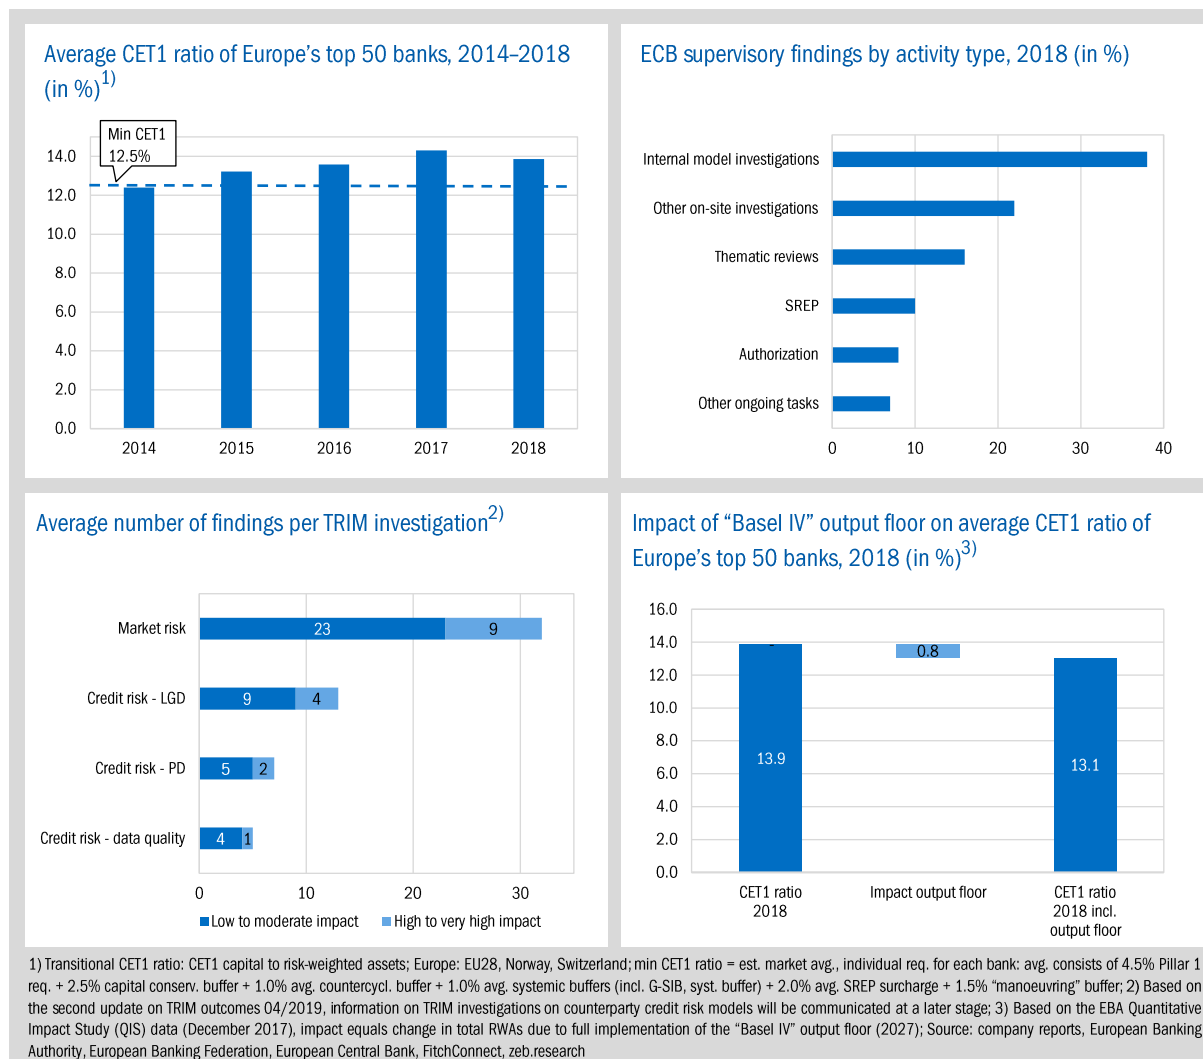 Average CET1 ratio of Europe's top 50 banks, 2014–2018
(in %)1)
Min CET1
12.5%
14.0
12.0
10.0
8.0
6.0
4.0
2.0
0.0
2014 2015 2016 2017 2018
ECB supervisory findings by activity type, 2018 (in %)
Internal model investigations
Other on-site investigations
Thematic reviews
SREP
Authorization
Other ongoing tasks
0 10 20 30 40
Average number of findings per TRIM investigation2)
Market risk 23 9
Credit risk - LGD 9 4
Credit risk - PD 5 2
Credit risk - data quality 4 1
0 10 20 30
Low to moderate impact High to very high impact
Impact of “Basel IV” output floor on average CET1 ratio of
Europe's top 50 banks, 2018 (in %)3)
16.0
14.0
12.0
10.0
8.0
6.0
4.0
2.0
0.0
-
0.8
13.9
13.1
CET1 ratio Impact output floor CET1 ratio
2018 2018 incl.
output floor
1) Transitional CET1 ratio: CET1 capital to risk-weighted assets; Europe: EU28, Norway, Switzerland; min CET1 ratio = est. market avg., individual req. for each bank: avg. consists of 4.5% Pillar 1
req. + 2.5% capital conserv. buffer + 1.0% avg. countercycl. buffer + 1.0% avg. systemic buffers (incl. G-SIB, syst. buffer) + 2.0% avg. SREP surcharge + 1.5% “manoeuvring” buffer; 2) Based on
the second update on TRIM outcomes 04/2019, information on TRIM investigations on counterparty credit risk models will be communicated at a later stage; 3) Based on the EBA Quantitative
Impact Study (QIS) data (December 2017), impact equals change in total RWAs due to full implementation of the “Basel IV” output floor (2027); Source: company reports, European Banking
Authority, European Banking Federation, European Central Bank, FitchConnect, zeb.research